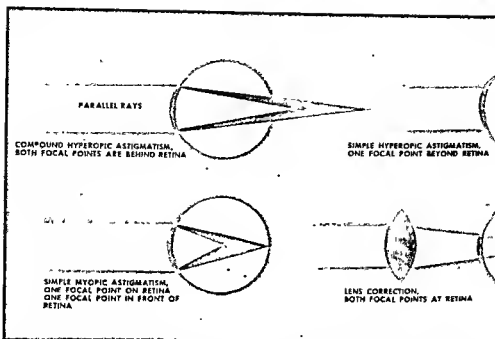 PARALLEL RAYS
COMPOUND HYPEROPIC ASTIGMATISM,
BOTH FOCAL POINTS ARE BEHIND RETINA
SIMPLE HYPEROPIC ASTIGMATISM,
ONE FOCAL POINT BEYOND RETINA
SIMPLE MYOPIC ASTIGMATISM,
ONE FOCAL POINT ON RETINA
ONE FOCAL POINT IN FRONT OF
RETINA
LENS CORRECTION,
BOTH FOCAL POINTS AT RETINA